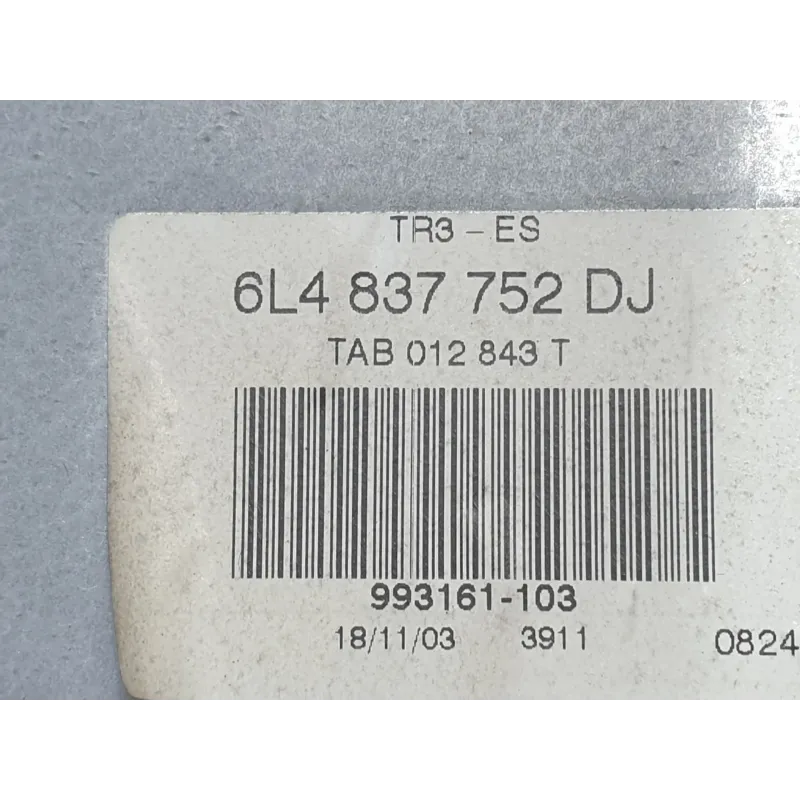 TR3 - ES
6L4 837 752 DJ
TAB 012 843 T
993161-103
18/11/03 3911 0824